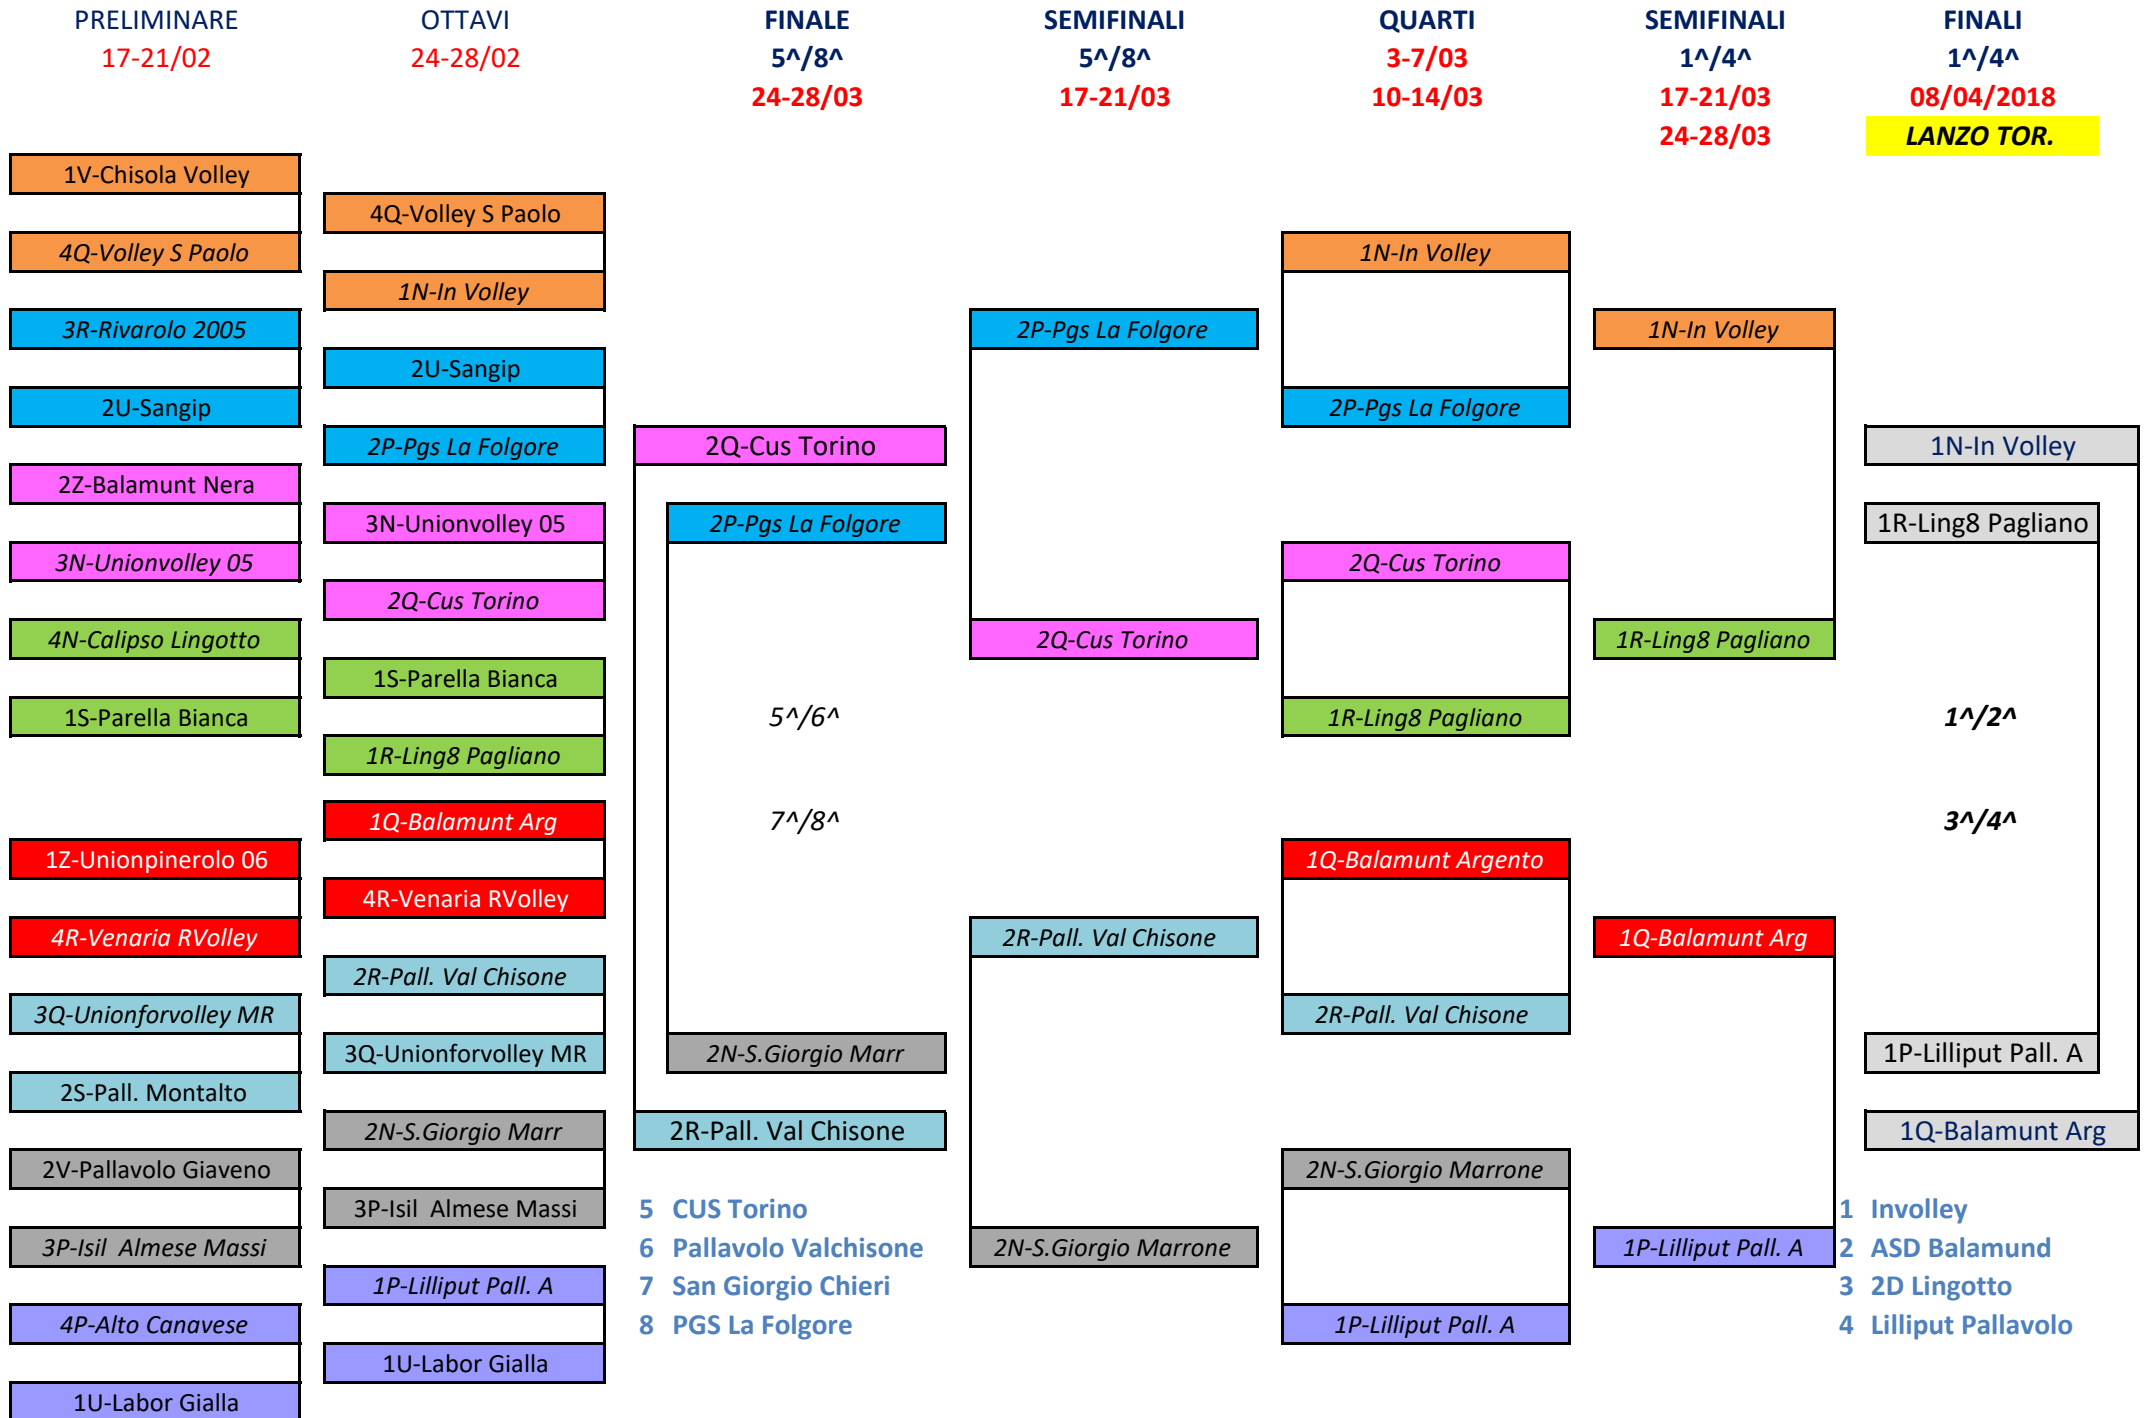 PRELIMINARE
17-21/02
OTTAVI
24-28/02
FINALE
5^/8^
24-28/03
SEMIFINALI
5^/8^
17-21/03
QUARTI
3-7/03
10-14/03
SEMIFINALI
1^/4^
17-21/03
24-28/03
FINALI
1^/4^
08/04/2018
LANZO TOR.
1V-Chisola Volley
4Q-Volley S Paolo
3R-Rivarolo 2005
2U-Sangip
2Z-Balamunt Nera
3N-Unionvolley 05
4N-Calipso Lingotto
1S-Parella Bianca
1Z-Unionpinerolo 06
4R-Venaria RVolley
3Q-Unionforvolley MR
2S-Pall. Montalto
2V-Pallavolo Giaveno
3P-Isil  Almese Massi
4P-Alto Canavese
1U-Labor Gialla
4Q-Volley S Paolo
1N-In Volley
2U-Sangip
2P-Pgs La Folgore
3N-Unionvolley 05
2Q-Cus Torino
1S-Parella Bianca
1R-Ling8 Pagliano
1Q-Balamunt Arg
4R-Venaria RVolley
2R-Pall. Val Chisone
3Q-Unionforvolley MR
2N-S.Giorgio Marr
3P-Isil  Almese Massi
1P-Lilliput Pall. A
1U-Labor Gialla
2Q-Cus Torino
2P-Pgs La Folgore
5^/6^
7^/8^
2N-S.Giorgio Marr
2R-Pall. Val Chisone
5 CUS Torino
6 Pallavolo Valchisone
7 San Giorgio Chieri
8 PGS La Folgore
2P-Pgs La Folgore
2Q-Cus Torino
2R-Pall. Val Chisone
2N-S.Giorgio Marrone
1N-In Volley
2P-Pgs La Folgore
2Q-Cus Torino
1R-Ling8 Pagliano
1Q-Balamunt Argento
2R-Pall. Val Chisone
2N-S.Giorgio Marrone
1P-Lilliput Pall. A
1N-In Volley
1R-Ling8 Pagliano
1Q-Balamunt Arg
1P-Lilliput Pall. A
1N-In Volley
1R-Ling8 Pagliano
1^/2^
3^/4^
1P-Lilliput Pall. A
1Q-Balamunt Arg
1 Involley
2 ASD Balamund
3 2D Lingotto
4 Lilliput Pallavolo